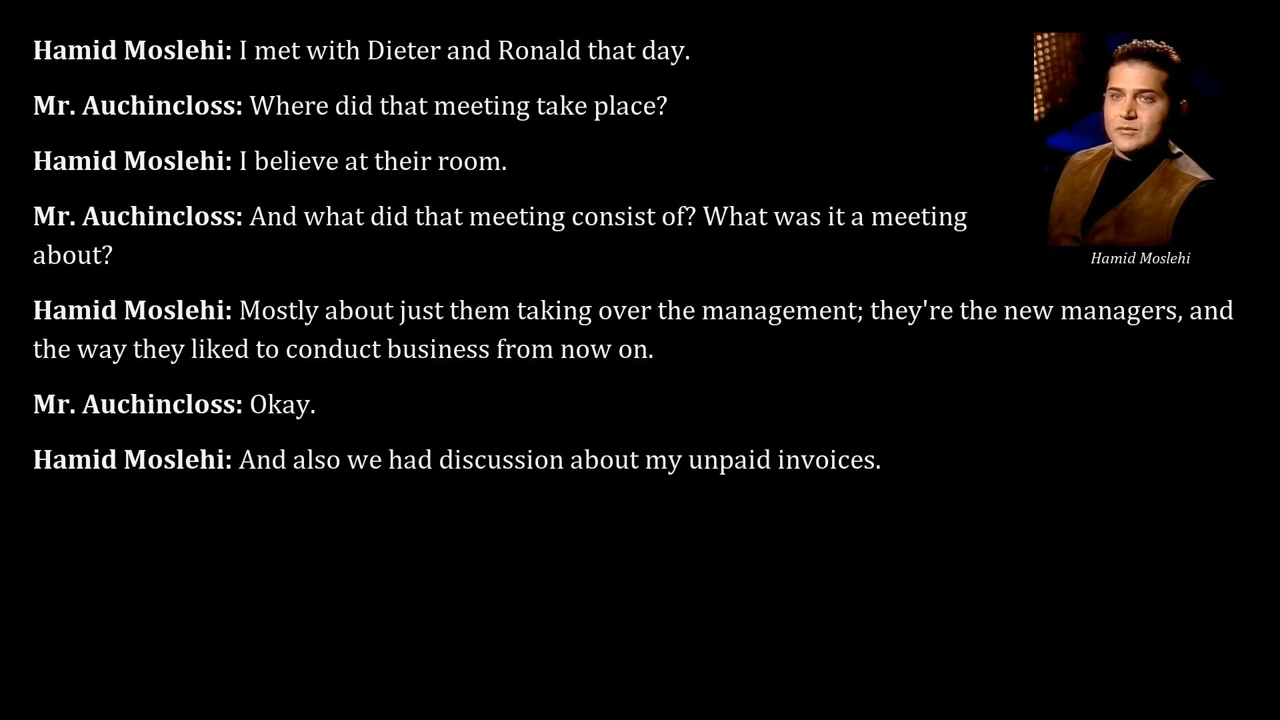 Hamid Moslehi: I met with Dieter and Ronald that day.
Mr. Auchincloss: Where did that meeting take place?
Hamid Moslehi: I believe at their room.
Mr. Auchincloss: And what did that meeting consist of? What was it a meeting
about?
Hamid Moslehi
Hamid Moslehi: Mostly about just them taking over the management; they're the new managers, and
the way they liked to conduct business from now on.
Mr. Auchincloss: Okay.
Hamid Moslehi: And also we had discussion about my unpaid invoices.